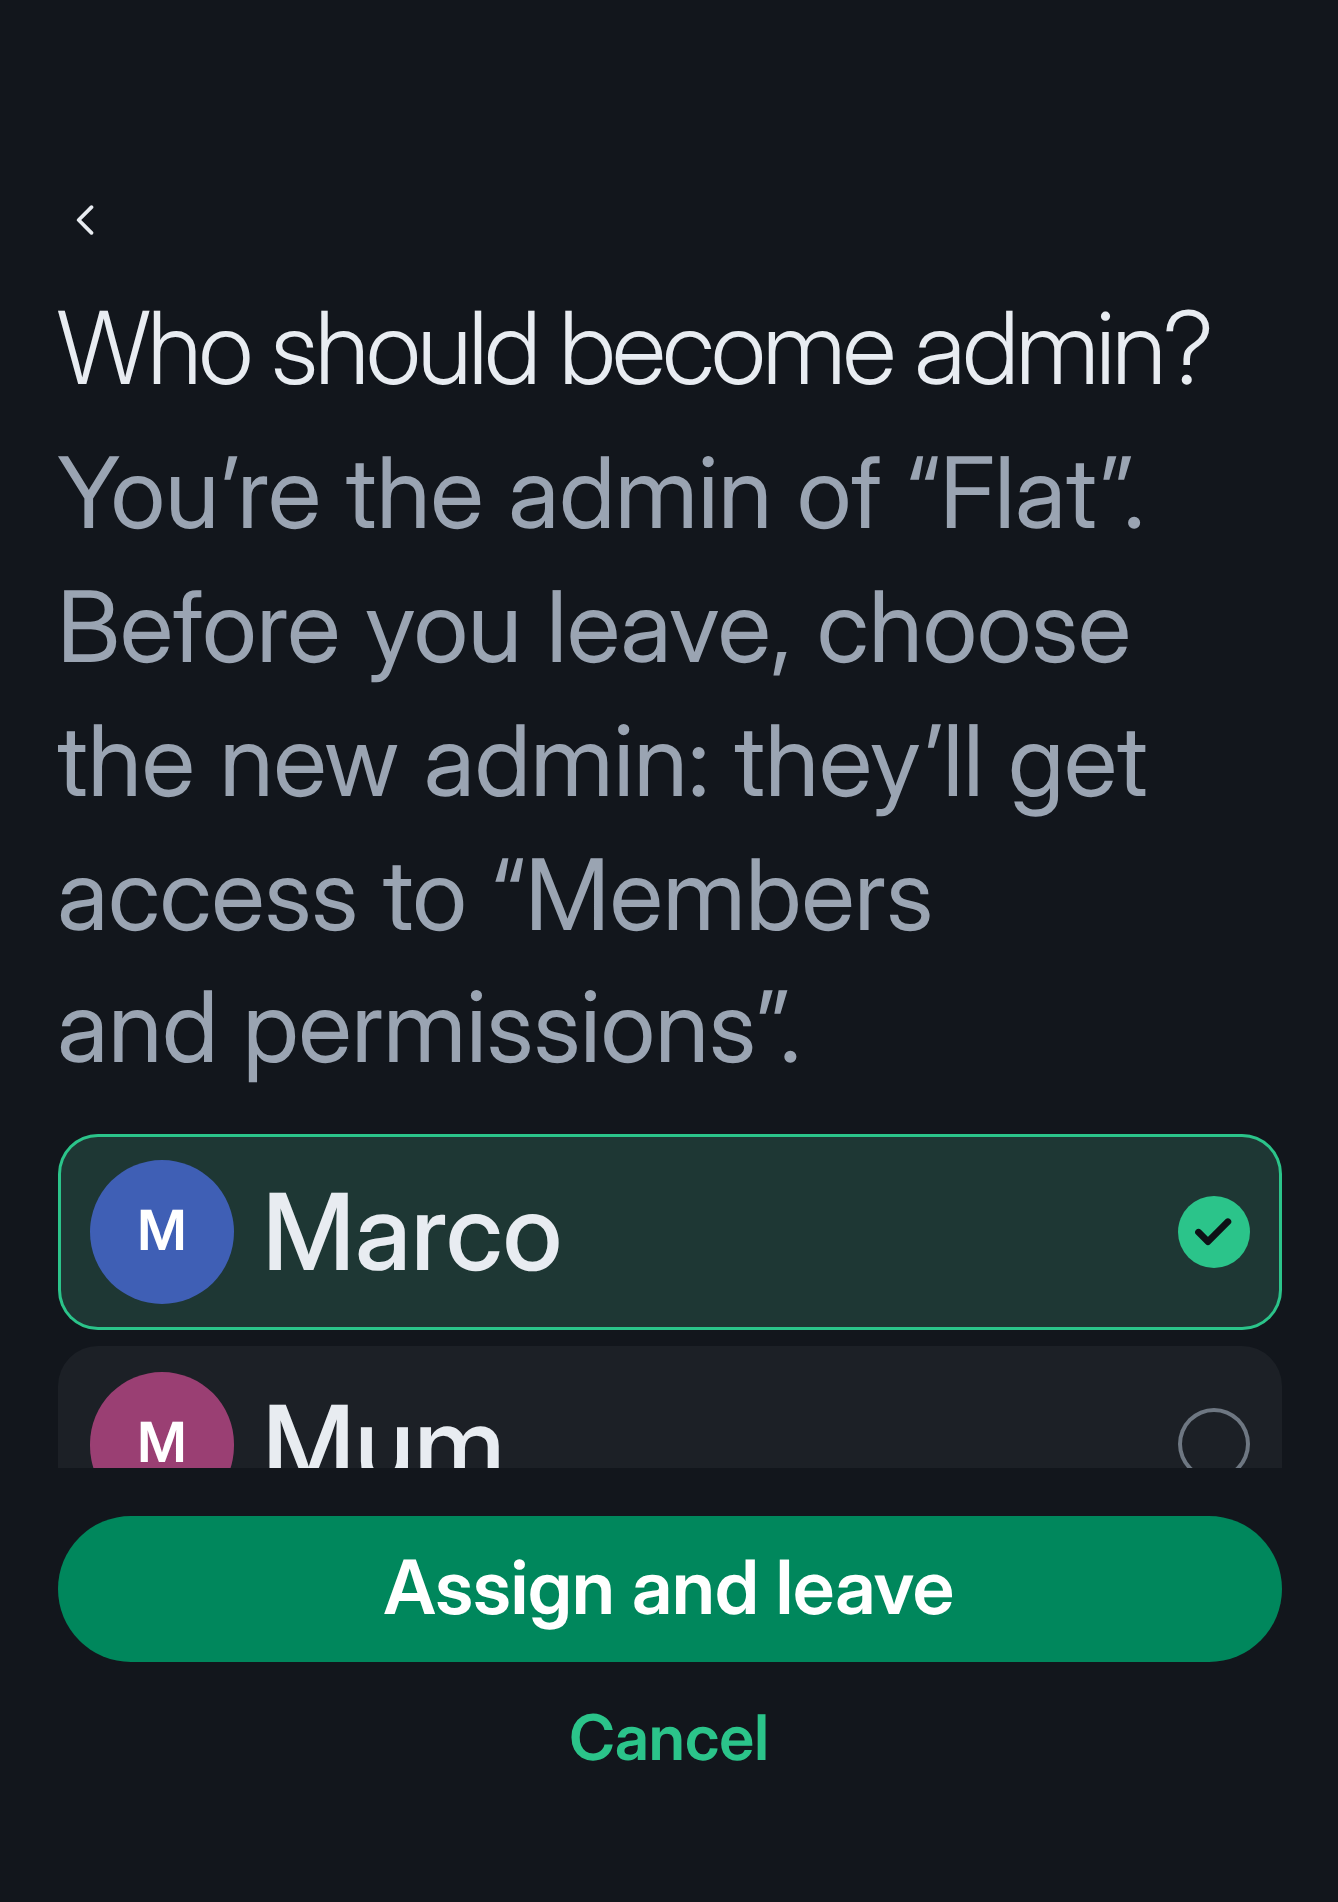 Who should become admin?
You’re the admin of “Flat”.
Before you leave, choose
the new admin: they’ll get
access to “Members
and permissions”.
M Marco
M Mum
Assign and leave
Cancel